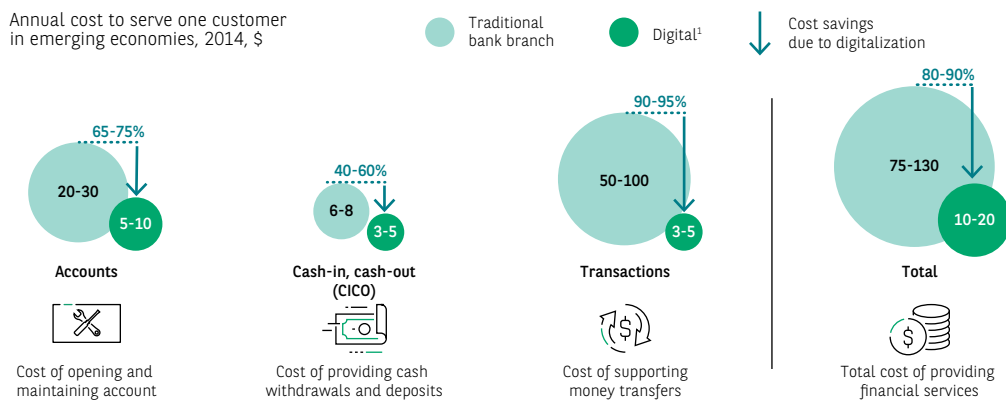 Annual cost to serve one customer
in emerging economies, 2014, $
Traditional
bank branch
Digital¹
Cost savings
due to digitalization
65-75%
20-30
5-10
Accounts
Cost of opening and
maintaining account
40-60%
6-8
3-5
Cash-in, cash-out
(CICO)
Cost of providing cash
withdrawals and deposits
90-95%
50-100
3-5
Transactions
$
Cost of supporting
money transfers
80-90%
75-130
10-20
Total
$
Total cost of providing
financial services